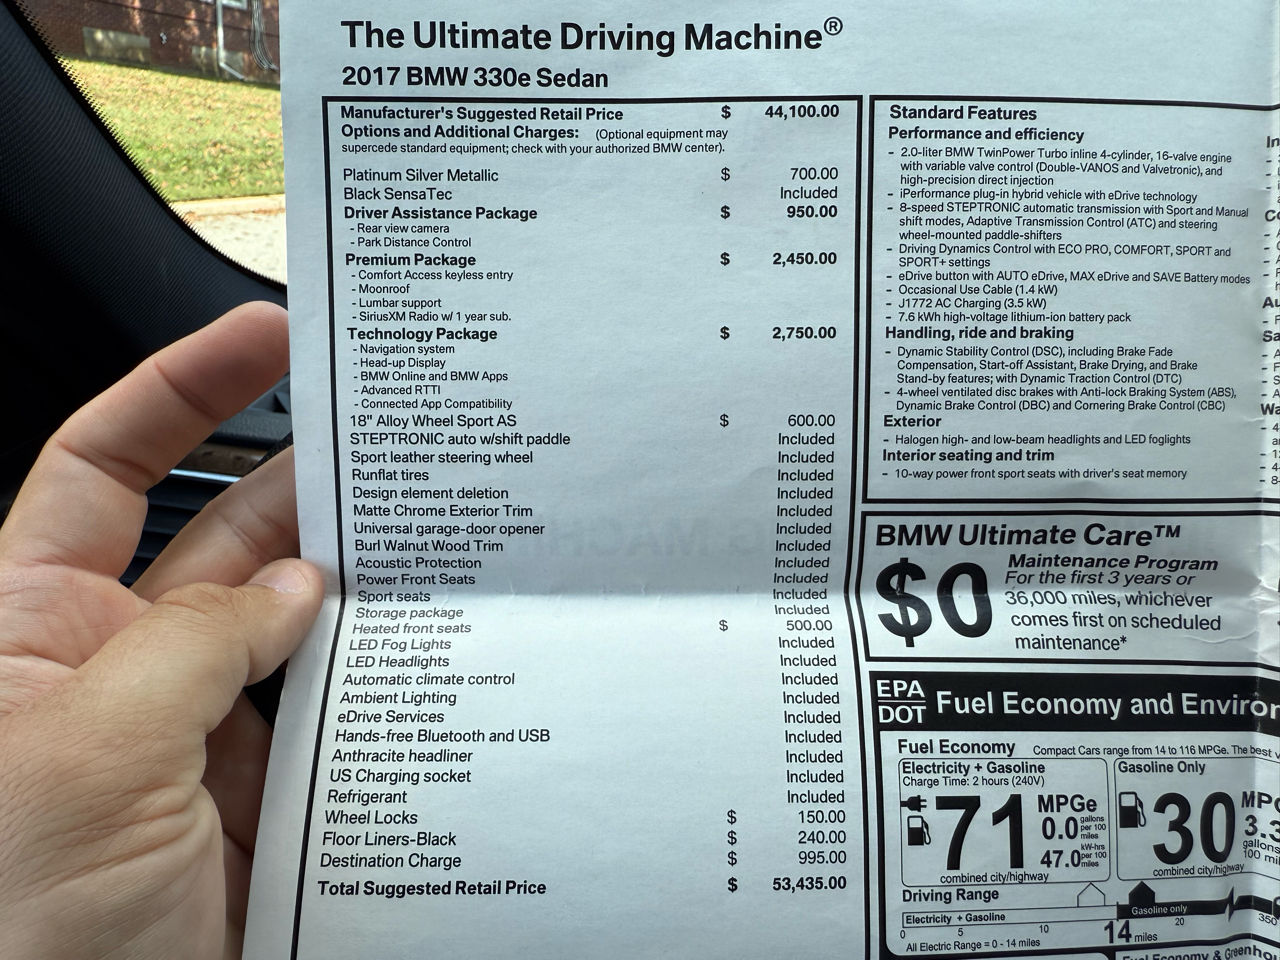 The Ultimate Driving Machine®
2017 BMW 330e Sedan
Manufacturer's Suggested Retail Price $ 44,100.00
Options and Additional Charges: (Optional equipment may
supercede standard equipment; check with your authorized BMW center).
Platinum Silver Metallic $ 700.00
Black SensaTec Included
Driver Assistance Package $ 950.00
- Rear view camera
- Park Distance Control
Premium Package $ 2,450.00
- Comfort Access keyless entry
- Moonroof
- Lumbar support
- SiriusXM Radio w/ 1 year sub.
Technology Package $ 2,750.00
- Navigation system
- Head-up Display
- BMW Online and BMW Apps
- Advanced RTTI
- Connected App Compatibility
18" Alloy Wheel Sport AS $ 600.00
STEPTRONIC auto w/shift paddle Included
Sport leather steering wheel Included
Runflat tires Included
Design element deletion Included
Matte Chrome Exterior Trim Included
Universal garage-door opener Included
Burl Walnut Wood Trim Included
Acoustic Protection Included
Power Front Seats Included
Sport seats Included
Storage package Included
Heated front seats $ 500.00
LED Fog Lights Included
LED Headlights Included
Automatic climate control Included
Ambient Lighting Included
eDrive Services Included
Hands-free Bluetooth and USB Included
Anthracite headliner Included
US Charging socket Included
Refrigerant Included
Wheel Locks $ 150.00
Floor Liners-Black $ 240.00
Destination Charge $ 995.00
Total Suggested Retail Price $ 53,435.00
Standard Features
Performance and efficiency
- 2.0-liter BMW TwinPower Turbo inline 4-cylinder, 16-valve engine
with variable valve control (Double-VANOS and Valvetronic), and
high-precision direct injection
- iPerformance plug-in hybrid vehicle with eDrive technology
- 8-speed STEPTRONIC automatic transmission with Sport and Manual
shift modes, Adaptive Transmission Control (ATC) and steering
wheel-mounted paddle-shifters
- Driving Dynamics Control with ECO PRO, COMFORT, SPORT and
SPORT+ settings
- eDrive button with AUTO eDrive, MAX eDrive and SAVE Battery modes
- Occasional Use Cable (1.4 kW)
- J1772 AC Charging (3.5 kW)
- 7.6 kWh high-voltage lithium-ion battery pack
Handling, ride and braking
- Dynamic Stability Control (DSC), including Brake Fade
Compensation, Start-off Assistant, Brake Drying, and Brake
Stand-by features; with Dynamic Traction Control (DTC)
- 4-wheel ventilated disc brakes with Anti-lock Braking System (ABS),
Dynamic Brake Control (DBC) and Cornering Brake Control (CBC)
Exterior
- Halogen high- and low-beam headlights and LED foglights
Interior seating and trim
- 10-way power front sport seats with driver's seat memory
BMW Ultimate Care™
$0
Maintenance Program
For the first 3 years or
36,000 miles, whichever
comes first on scheduled
maintenance*
EPA
DOT
Fuel Economy and
Fuel Economy Compact Cars range from 14 to 116 MPGe. The best
Electricity + Gasoline
Charge Time: 2 hours (240V)
71 MPGe
0.0 gallons per 100 miles
47.0 kW-hrs per 100 miles
combined city/highway
Gasoline Only
30
gallons
combined city/highway
Driving Range
Electricity + Gasoline
Gasoline only
0 5 10 14 miles 20 350
All Electric Range = 0 - 14 miles
Fuel Economy &